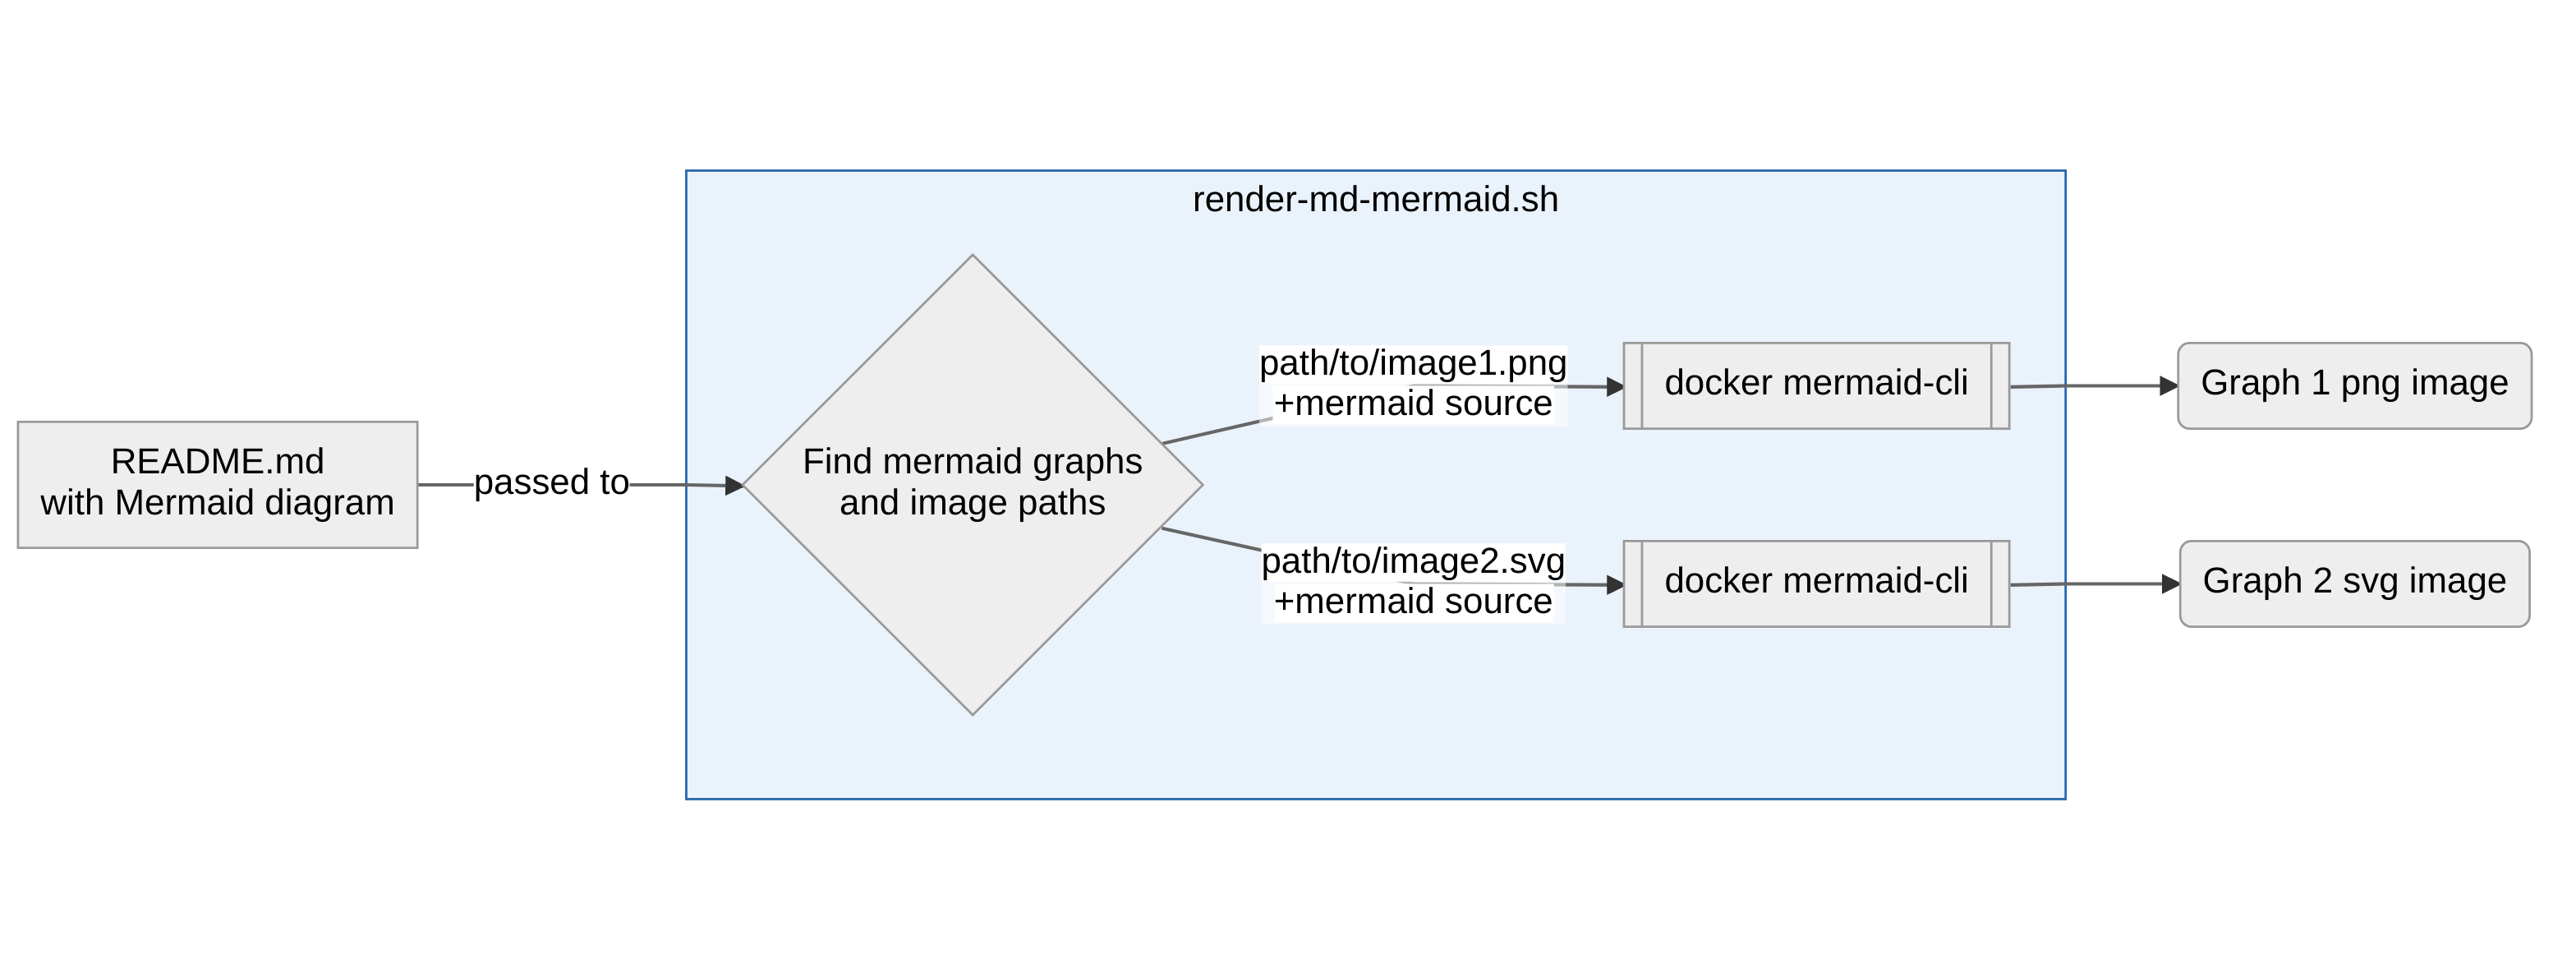 render-md-mermaid.sh
README.md
with Mermaid diagram
passed to
Find mermaid graphs
and image paths
path/to/image1.png
+mermaid source
docker mermaid-cli
Graph 1 png image
path/to/image2.svg
+mermaid source
docker mermaid-cli
Graph 2 svg image